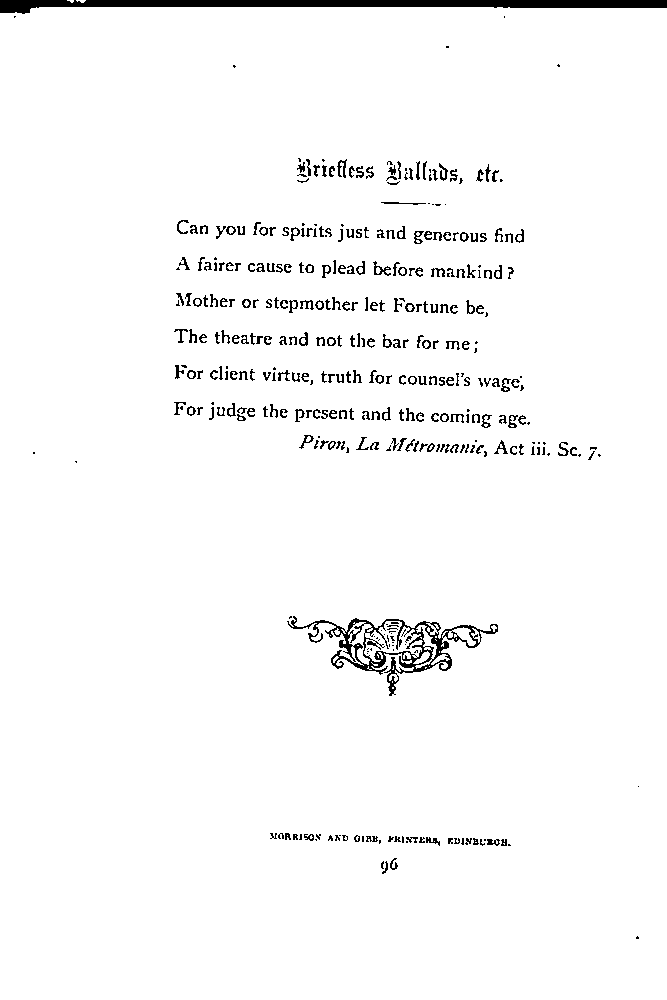 Briefless Ballads, etc.
Can you for spirits just and generous find
A fairer cause to plead before mankind?
Mother or stepmother let Fortune be,
The theatre and not the bar for me;
For client virtue, truth for counsel's wage,
For judge the present and the coming age.
Piron, La Métromanie, Act iii. Sc. 7.
MORRISON AND GIBB, PRINTERS, EDINBURGH.
96